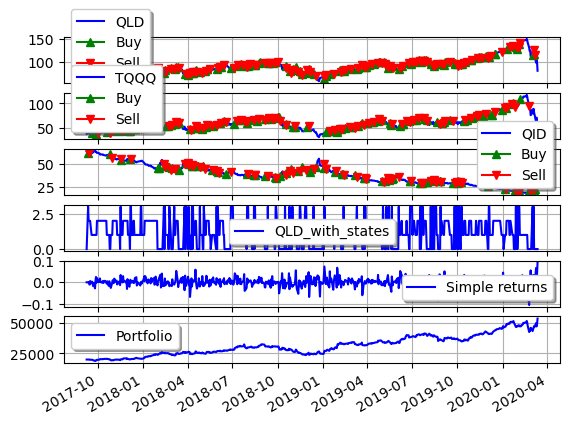 QLD
Buy
Sell
150
100
TQQQ
Buy
Sell
100
50
QID
Buy
Sell
50
25
2.5
0.0
QLD_with_states
0.1
0.0
−0.1
Simple returns
50000
25000
Portfolio
2017-10
2018-01
2018-04
2018-07
2018-10
2019-01
2019-04
2019-07
2019-10
2020-01
2020-04